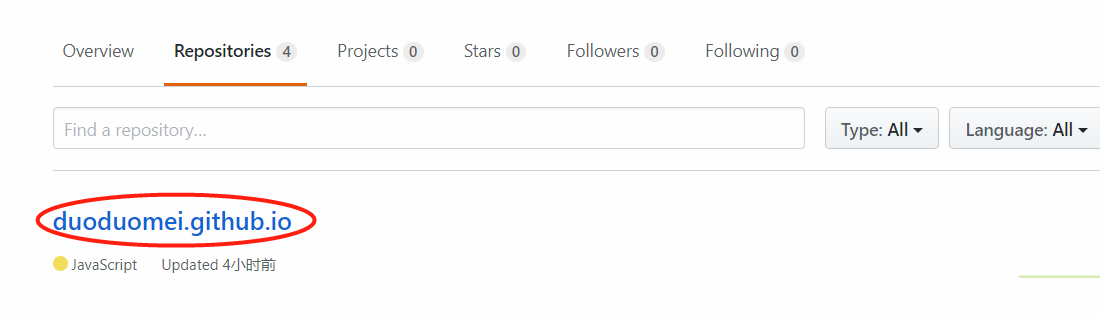 Overview Repositories 4 Projects 0 Stars 0 Followers 0 Following 0
Find a repository... Type: All Language: All
duoduomei.github.io
JavaScript Updated 4小时前